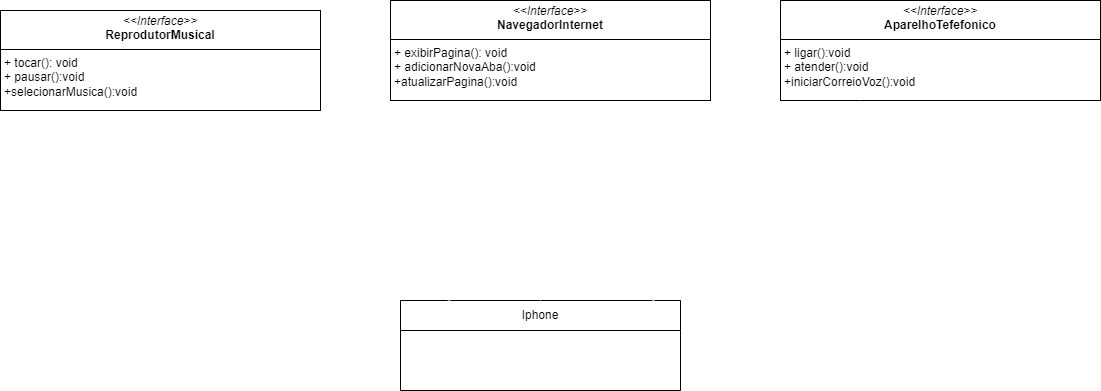 <<Interface>>
ReprodutorMusical
+ tocar(): void
+ pausar():void
+selecionarMusica():void
<<Interface>>
NavegadorInternet
+ exibirPagina(): void
+ adicionarNovaAba():void
+atualizarPagina():void
<<Interface>>
AparelhoTefefonico
+ ligar():void
+ atender():void
+iniciarCorreioVoz():void
Iphone